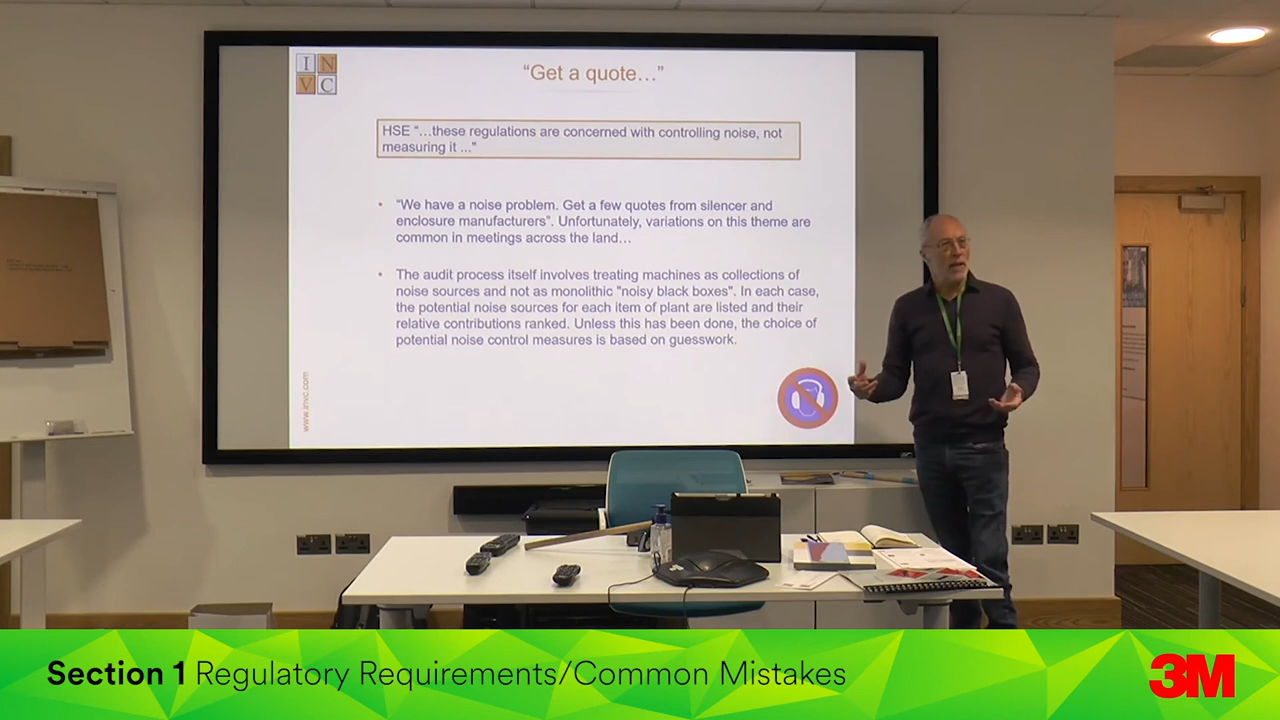 I N
V C
“Get a quote…”
HSE “…these regulations are concerned with controlling noise, not
measuring it ...”
• “We have a noise problem. Get a few quotes from silencer and
enclosure manufacturers”. Unfortunately, variations on this theme are
common in meetings across the land…
• The audit process itself involves treating machines as collections of
noise sources and not as monolithic "noisy black boxes". In each case,
the potential noise sources for each item of plant are listed and their
relative contributions ranked. Unless this has been done, the choice of
potential noise control measures is based on guesswork.
www.invc.com
Section 1 Regulatory Requirements/Common Mistakes
3M